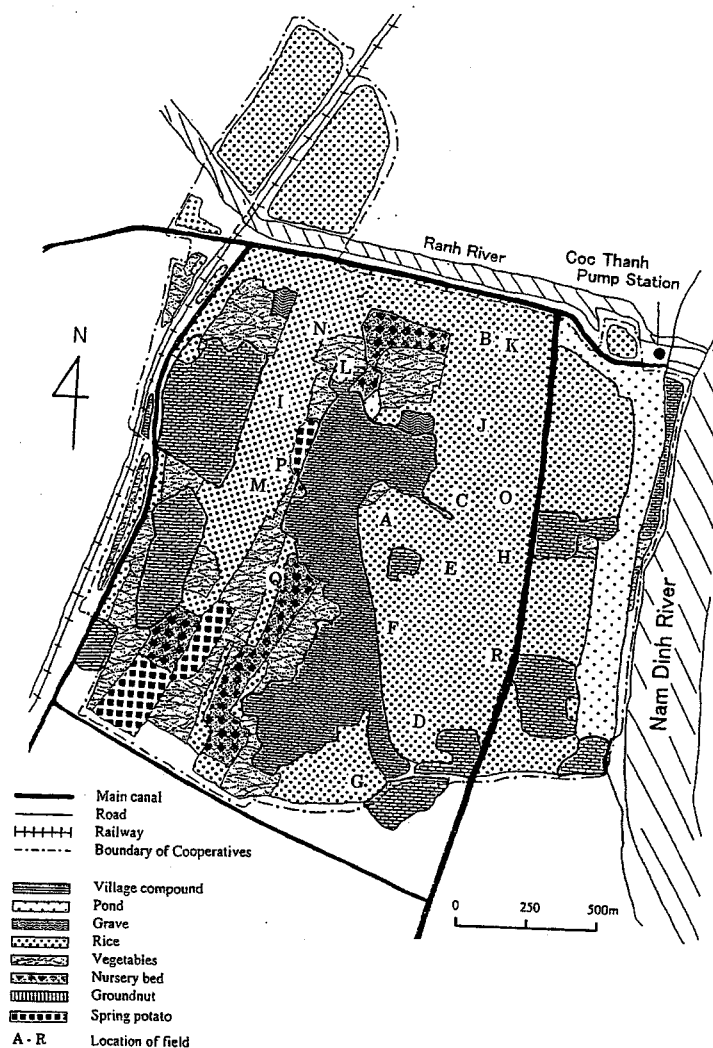 Ranh River
Coc Thanh
Pump Station
N
B K
N
L
I
J
P
M
C O
A
H
E
Q
F
R
D
G
Nam Dinh River
Main canal
Road
Railway
Boundary of Cooperatives
Village compound
Pond
Grave
Rice
Vegetables
Nursery bed
Groundnut
Spring potato
A - R Location of field
0 250 500m